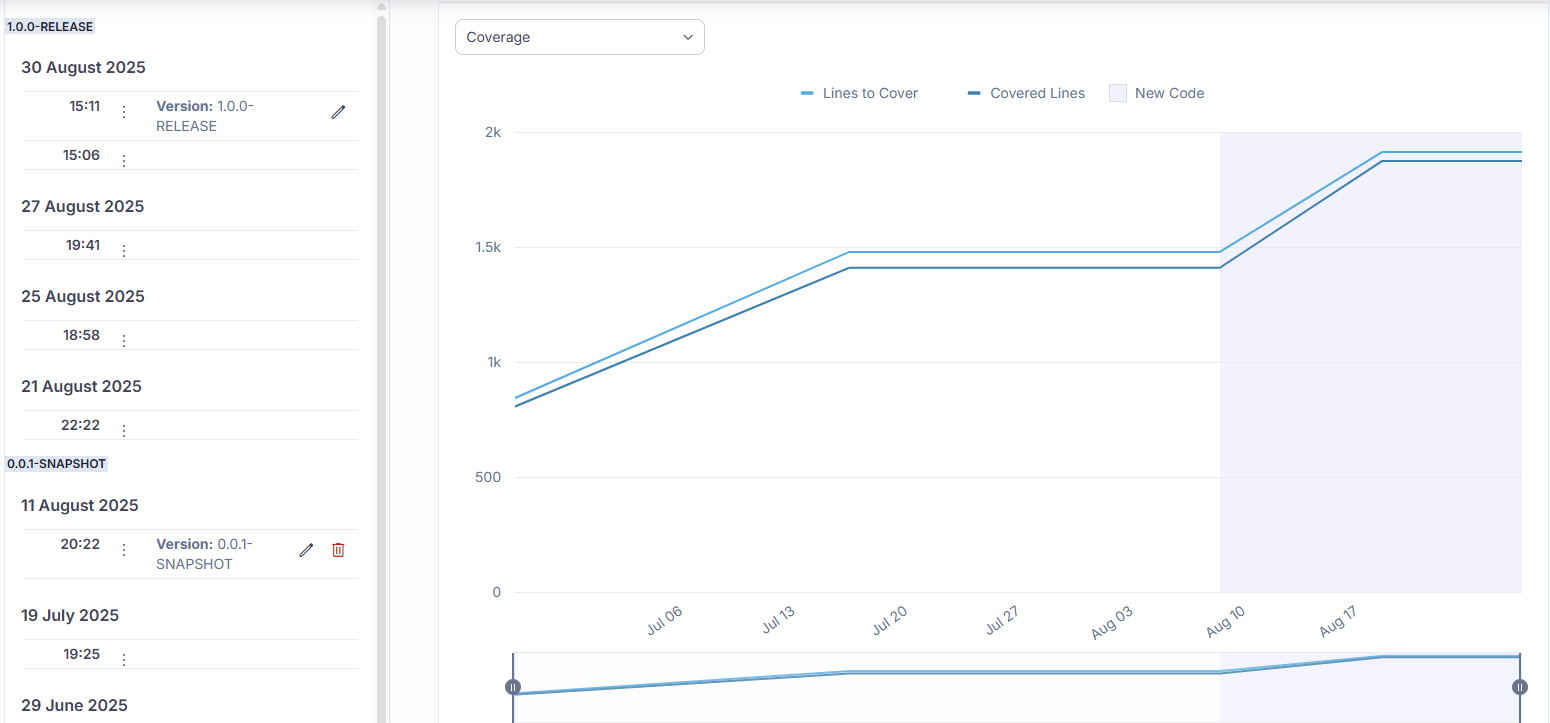 1.0.0-RELEASE
30 August 2025
15:11
Version: 1.0.0-
RELEASE
15:06
27 August 2025
19:41
25 August 2025
18:58
21 August 2025
22:22
0.0.1-SNAPSHOT
11 August 2025
20:22
Version: 0.0.1-
SNAPSHOT
19 July 2025
19:25
29 June 2025
Coverage
Lines to Cover
Covered Lines
New Code
2k
1.5k
1k
500
0
Jul 06
Jul 13
Jul 20
Jul 27
Aug 03
Aug 10
Aug 17